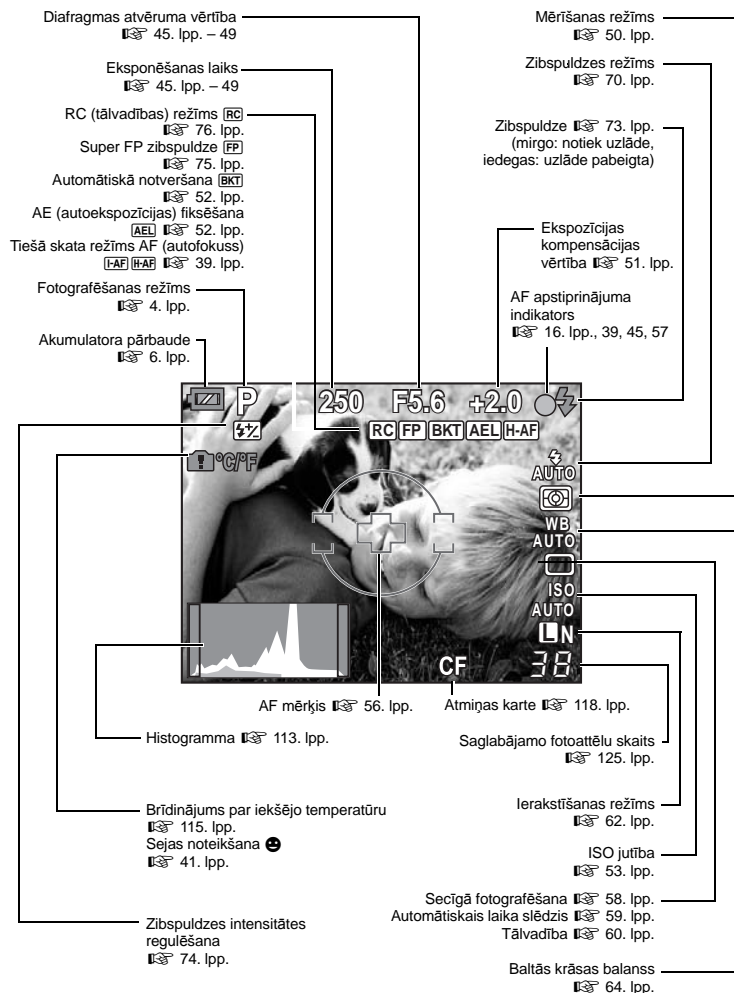 Diafragmas atvēruma vērtība
☞ 45. lpp. – 49
Eksponēšanas laiks
☞ 45. lpp. – 49
RC (tālvadības) režīms RC
☞ 76. lpp.
Super FP zibspuldze FP
☞ 75. lpp.
Automātiskā notveršana BKT
☞ 52. lpp.
AE (autoekspozīcijas) fiksēšana
AEL ☞ 52. lpp.
Tiešā skata režīms AF (autofokuss)
I-AF H-AF ☞ 39. lpp.
Fotografēšanas režīms
☞ 4. lpp.
Akumulatora pārbaude
☞ 6. lpp.
Mērīšanas režīms
☞ 50. lpp.
Zibspuldzes režīms
☞ 70. lpp.
Zibspuldze ☞ 73. lpp.
(mirgo: notiek uzlāde,
iedegas: uzlāde pabeigta)
Ekspozīcijas
kompensācijas
vērtība ☞ 51. lpp.
AF apstiprinājuma
indikators
☞ 16. lpp., 39, 45, 57
P 250 F5.6 +2.0
RC FP BKT AEL H-AF
°C/°F
AUTO
WB
AUTO
ISO
AUTO
L N
CF 38
AF mērķis ☞ 56. lpp.
Atmiņas karte ☞ 118. lpp.
Histogramma ☞ 113. lpp.
Saglabājamo fotoattēlu skaits
☞ 125. lpp.
Brīdinājums par iekšējo temperatūru
☞ 115. lpp.
Sejas noteikšana
☞ 41. lpp.
Ierakstīšanas režīms
☞ 62. lpp.
ISO jutība
☞ 53. lpp.
Secīgā fotografēšana ☞ 58. lpp.
Automātiskais laika slēdzis ☞ 59. lpp.
Tālvadība ☞ 60. lpp.
Zibspuldzes intensitātes
regulēšana
☞ 74. lpp.
Baltās krāsas balanss
☞ 64. lpp.